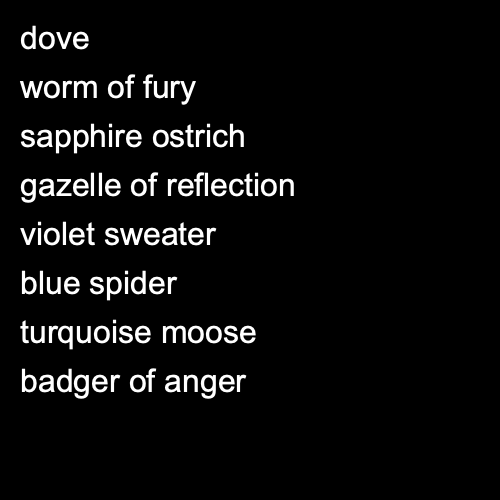 dove
worm of fury
sapphire ostrich
gazelle of reflection
violet sweater
blue spider
turquoise moose
badger of anger